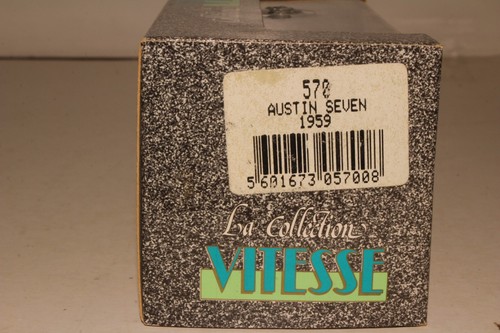 570
AUSTIN SEVEN
1959
5 601673 057008
La Collection
VITESSE